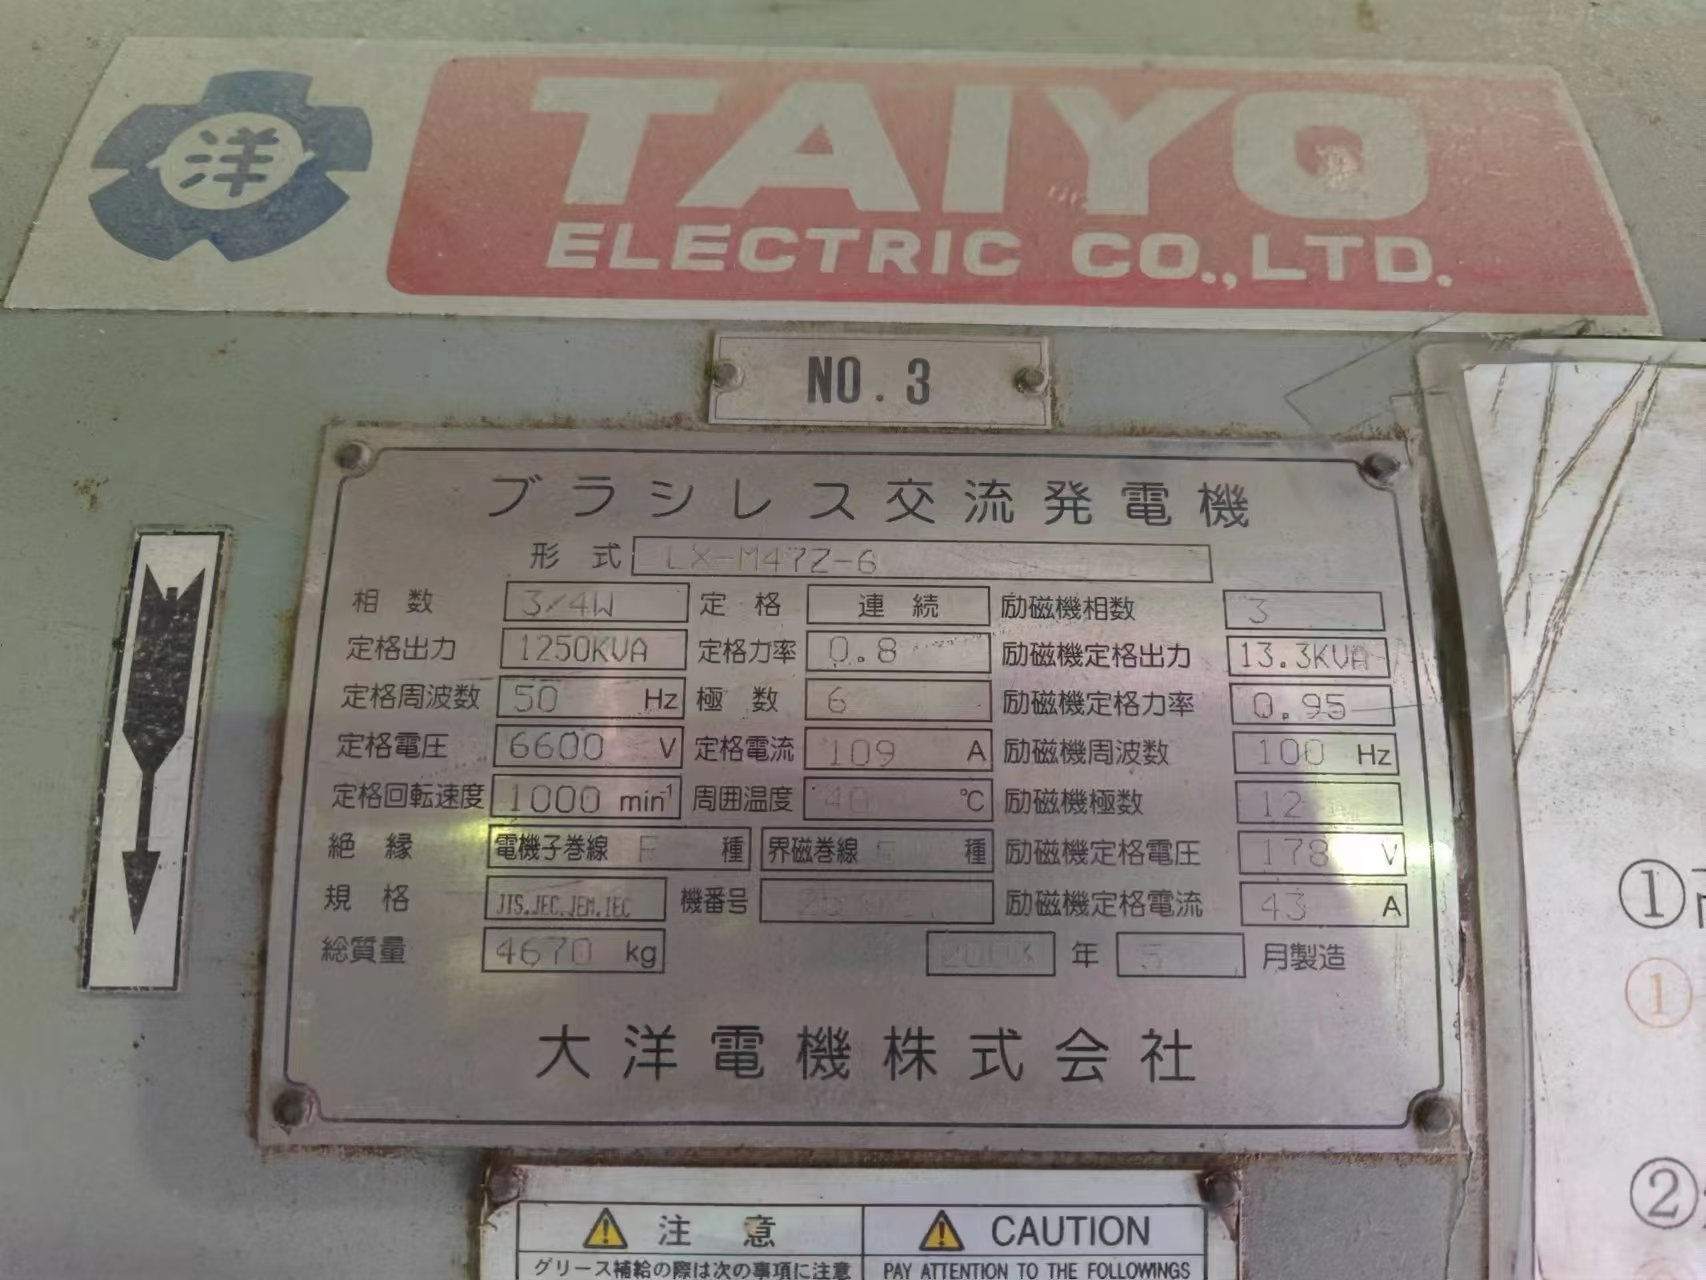 洋
TAIYO
ELECTRIC CO.,LTD.
NO.3
ブラシレス交流発電機
形式 LX-M47Z-6
相数 3/4W 定格 連続 励磁機相数 3
定格出力 1250KVA 定格力率 0.8 励磁機定格出力 13.3KVA
定格周波数 50 Hz 極数 6 励磁機定格力率 0.95
定格電圧 6600 V 定格電流 109 A 励磁機周波数 100 Hz
定格回転速度 1000 min-1 周囲温度 40 ℃ 励磁機極数 12
絶縁 電機子巻線 F 種 界磁巻線 種 励磁機定格電圧 178 V
規格 JIS.JEC.JEM.IEC 機番号 励磁機定格電流 43 A
総質量 4670 kg 年 月製造
大洋電機株式会社
注意 CAUTION
グリース補給の際は次の事項に注意 PAY ATTENTION TO THE FOLLOWINGS
①
①
②